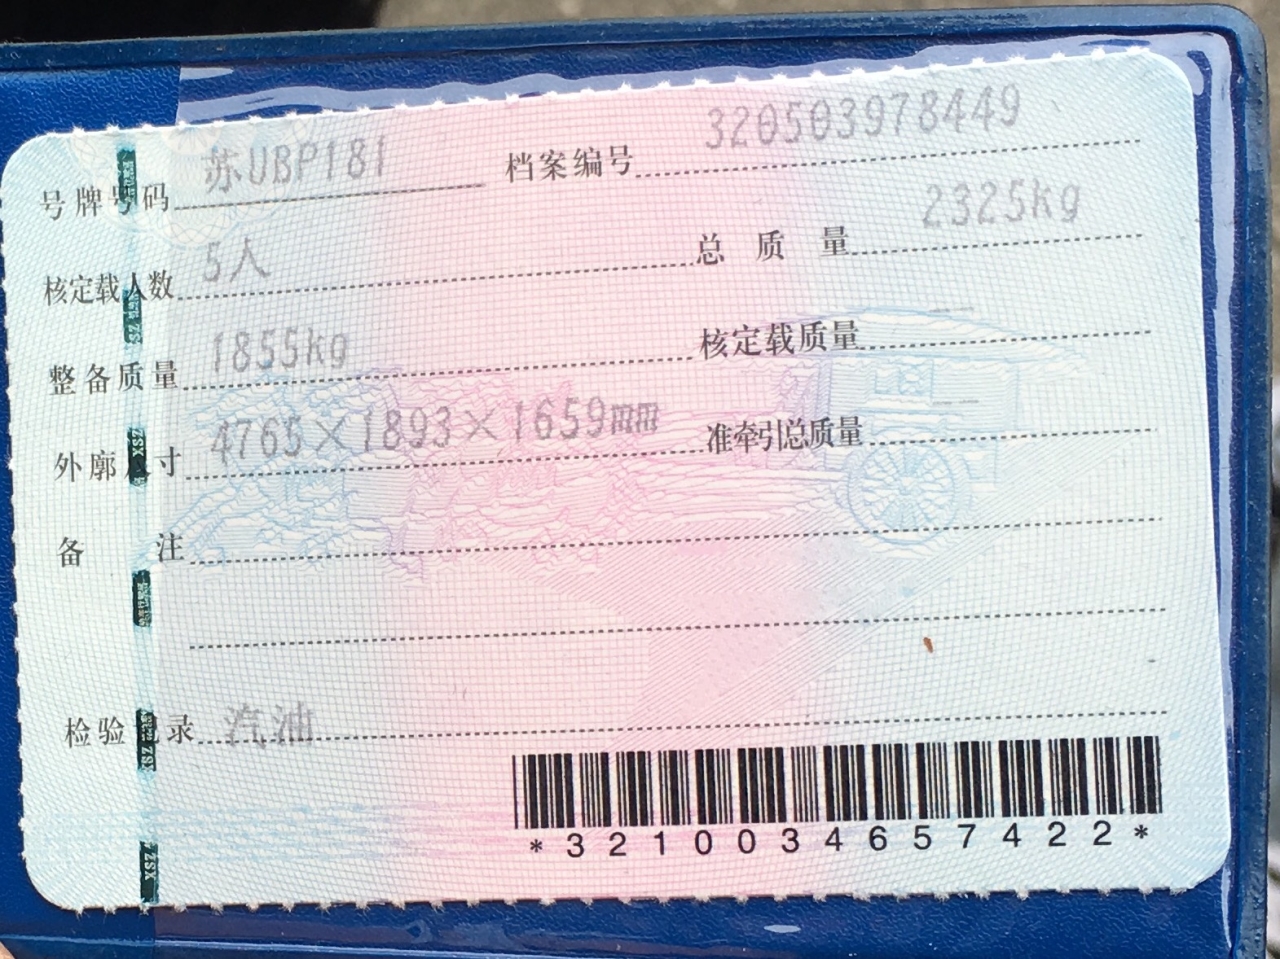 号牌号码 苏UBP181 档案编号 320503978449
核定载人数 5人 总质量 2325kg
整备质量 1855kg 核定载质量 --
外廓尺寸 4765×1893×1659mm 准牵引总质量 --
备注
检验记录 汽油
*3210034657422*